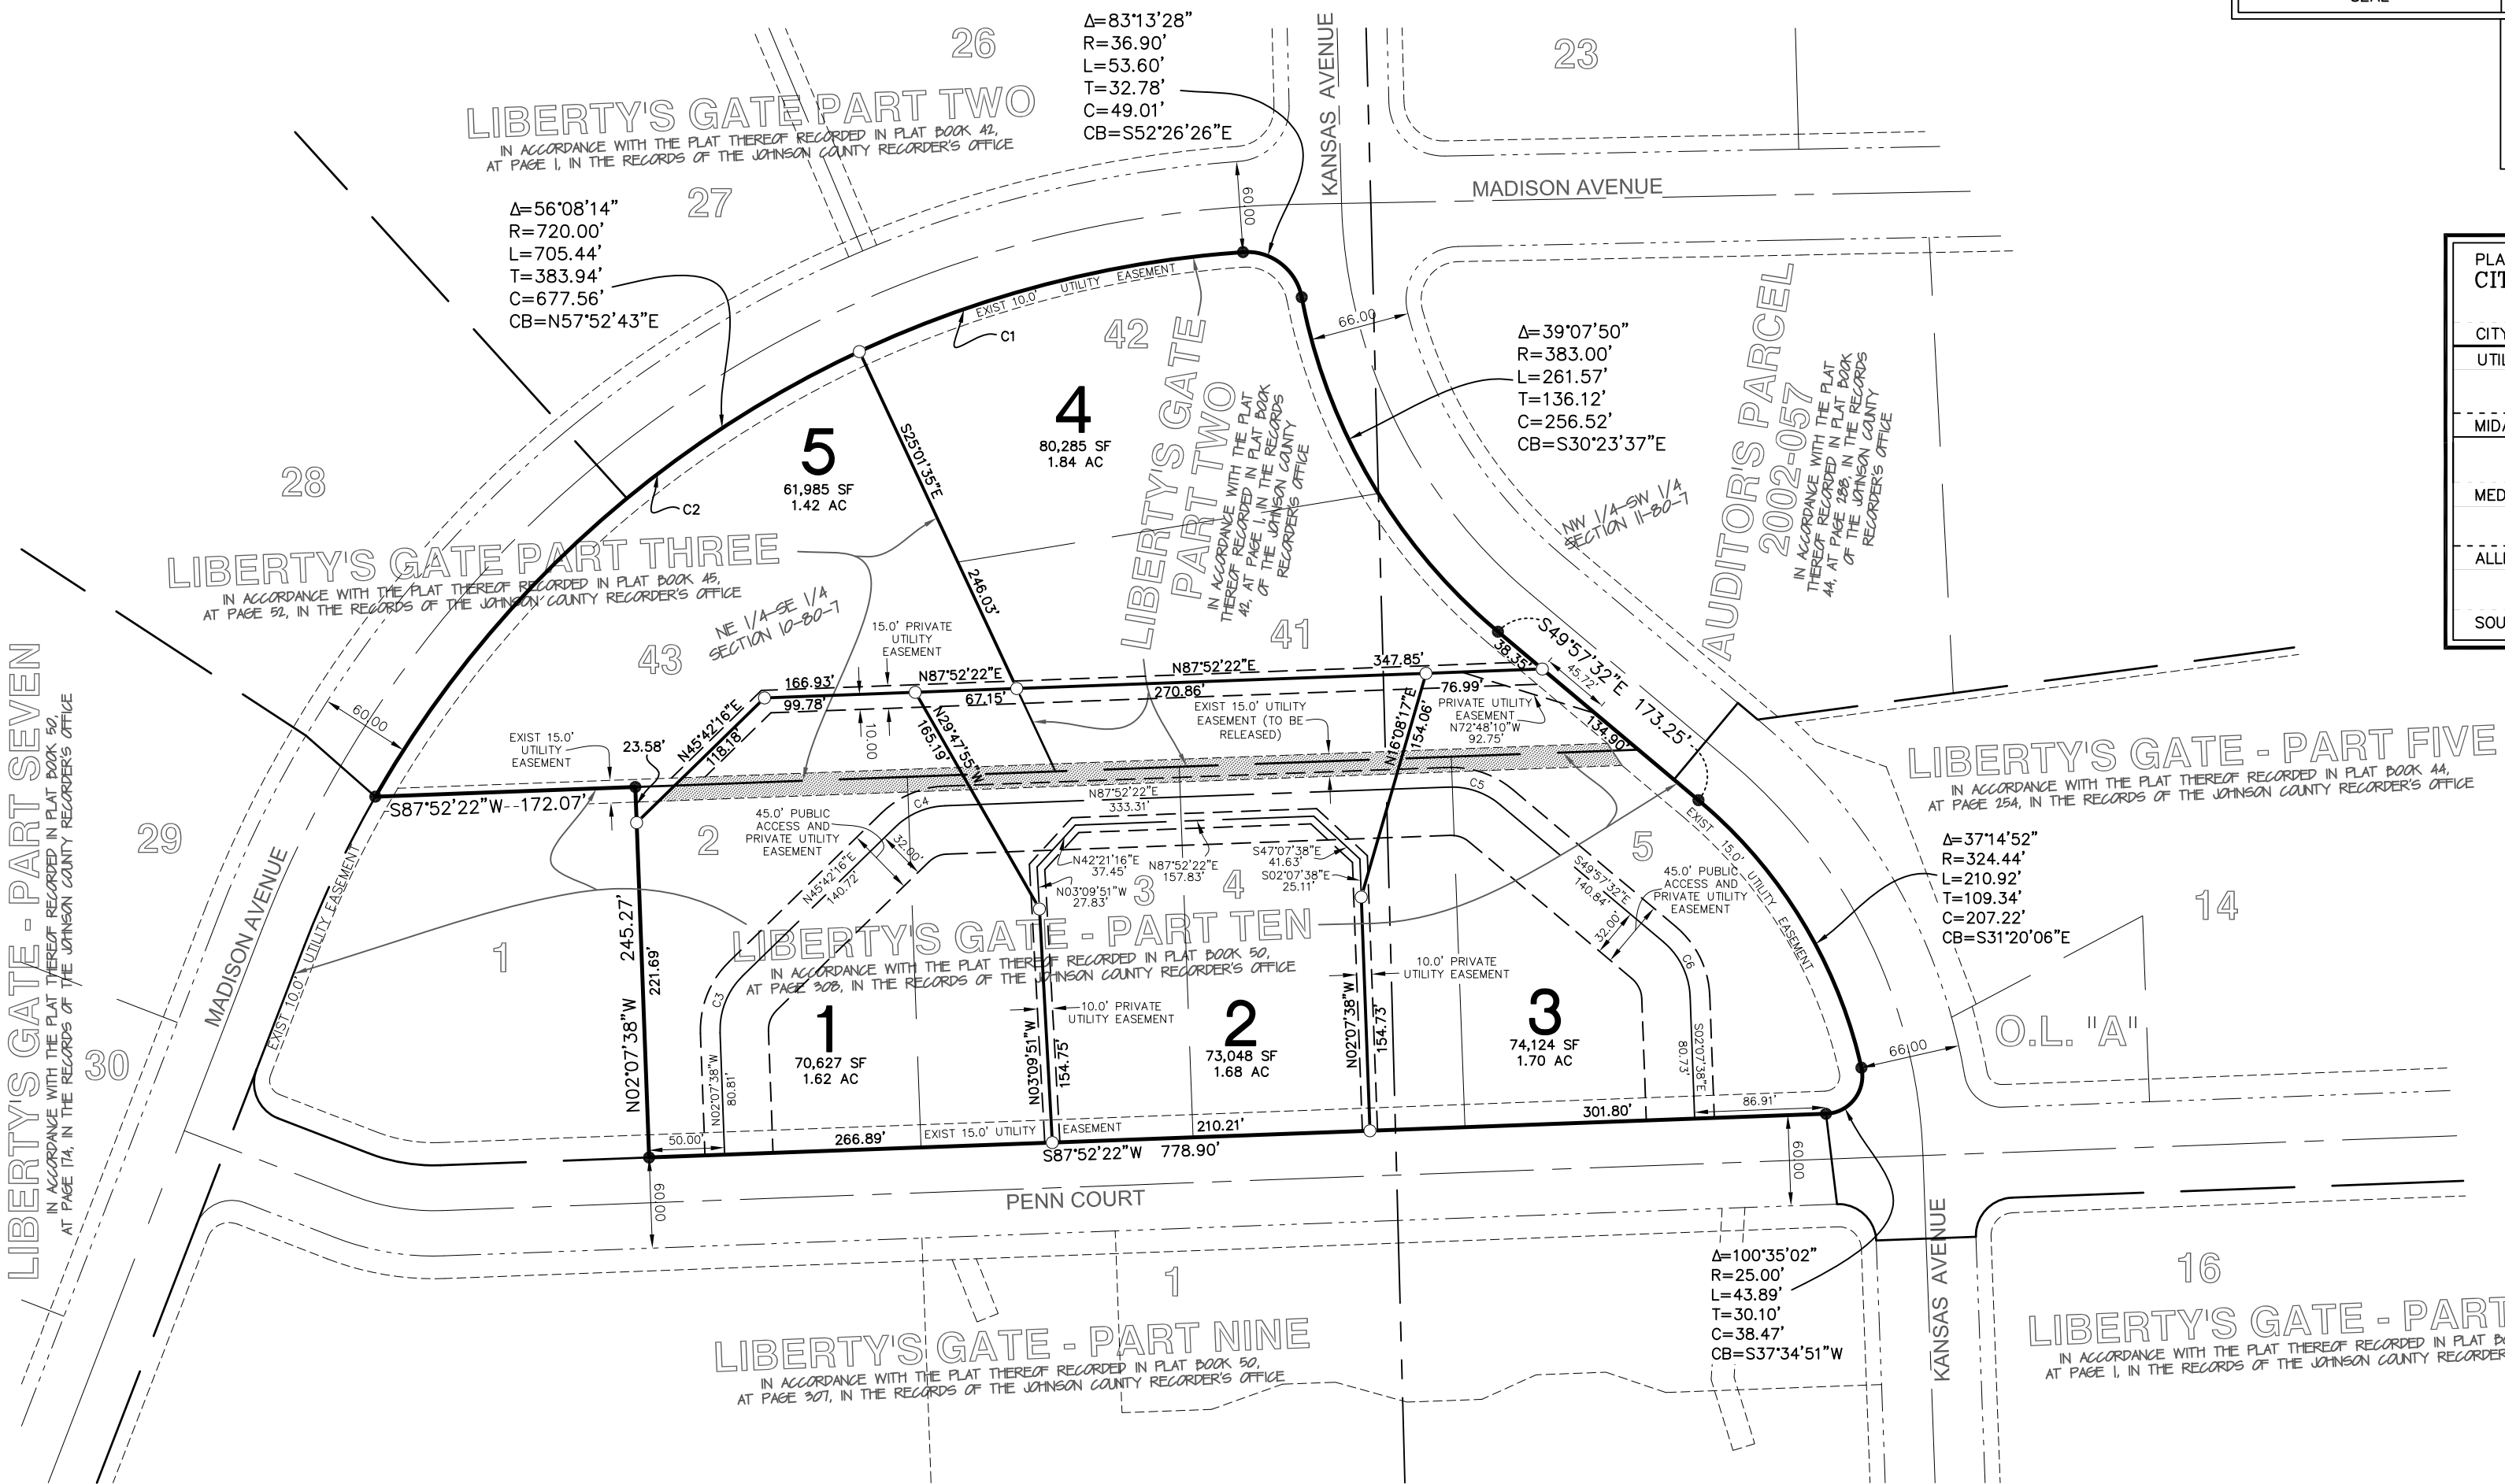 SEAL
Δ=83°13'28"
R=36.90'
L=53.60'
T=32.78'
C=49.01'
CB=S52°26'26"E
26
KANSAS AVENUE
23
LIBERTY'S GATE PART TWO
IN ACCORDANCE WITH THE PLAT THEREOF RECORDED IN PLAT BOOK 42,
AT PAGE 1, IN THE RECORDS OF THE JOHNSON COUNTY RECORDER'S OFFICE
27
MADISON AVENUE
60.00
Δ=56°08'14"
R=720.00'
L=705.44'
T=383.94'
C=677.56'
CB=N57°52'43"E
EXIST 10.0' UTILITY EASEMENT
C1
42
66.00
Δ=39°07'50"
R=383.00'
L=261.57'
T=136.12'
C=256.52'
CB=S30°23'37"E
PLA
CIT
CITY
UTIL
MIDA
MED
ALLI
SOU
28
5
61,985 SF
1.42 AC
4
80,285 SF
1.84 AC
S25°01'35"E
246.03'
C2
LIBERTY'S GATE
PART TWO
IN ACCORDANCE WITH THE PLAT
THEREOF RECORDED IN PLAT BOOK
42, AT PAGE 1, IN THE RECORDS
OF THE JOHNSON COUNTY
RECORDER'S OFFICE
NW 1/4-SW 1/4
SECTION 11-80-7
AUDITOR'S PARCEL
2002-057
IN ACCORDANCE WITH THE PLAT
THEREOF RECORDED IN PLAT BOOK
44, AT PAGE 288, IN THE RECORDS
OF THE JOHNSON COUNTY
RECORDER'S OFFICE
LIBERTY'S GATE PART THREE
IN ACCORDANCE WITH THE PLAT THEREOF RECORDED IN PLAT BOOK 45,
AT PAGE 52, IN THE RECORDS OF THE JOHNSON COUNTY RECORDER'S OFFICE
43
NE 1/4-SE 1/4
SECTION 10-80-7
15.0' PRIVATE
UTILITY
EASEMENT
41
166.93'
N87°52'22"E
N87°52'22"E
347.85'
99.78'
67.15'
270.86'
76.99'
38.35'
S49°57'32"E 173.25'
45.72'
134.90'
60.00
EXIST 15.0'
UTILITY
EASEMENT
23.58'
N45°42'16"E
118.18'
10.00
N29°47'55"W
165.19'
EXIST 15.0' UTILITY
EASEMENT (TO BE
RELEASED)
N16°08'17"E
154.06'
PRIVATE UTILITY
EASEMENT
N72°48'10"W
92.75'
S87°52'22"W--172.07'
LIBERTY'S GATE - PART FIVE
IN ACCORDANCE WITH THE PLAT THEREOF RECORDED IN PLAT BOOK 44,
AT PAGE 254, IN THE RECORDS OF THE JOHNSON COUNTY RECORDER'S OFFICE
LIBERTY'S GATE - PART SEVEN
IN ACCORDANCE WITH THE PLAT THEREOF RECORDED IN PLAT BOOK 50,
AT PAGE 174, IN THE RECORDS OF THE JOHNSON COUNTY RECORDER'S OFFICE
29
30
MADISON AVENUE
EXIST 10.0' UTILITY EASEMENT
1
2
45.0' PUBLIC
ACCESS AND
PRIVATE UTILITY
EASEMENT
C4
N87°52'22"E
333.31'
C5
32.00'
N45°42'16"E
140.72'
N42°21'16"E
37.45'
N87°52'22"E
157.83'
S47°07'38"E
41.63'
S02°07'38"E
25.11'
N03°09'51"W
27.83'
3
4
5
S49°57'32"E
140.84'
32.00'
45.0' PUBLIC
ACCESS AND
PRIVATE UTILITY
EASEMENT
EXIST 15.0' UTILITY EASEMENT
Δ=37°14'52"
R=324.44'
L=210.92'
T=109.34'
C=207.22'
CB=S31°20'06"E
14
LIBERTY'S GATE - PART TEN
IN ACCORDANCE WITH THE PLAT THEREOF RECORDED IN PLAT BOOK 50,
AT PAGE 308, IN THE RECORDS OF THE JOHNSON COUNTY RECORDER'S OFFICE
N02°07'38"W 245.27'
221.69'
C3
C6
1
70,627 SF
1.62 AC
10.0' PRIVATE
UTILITY EASEMENT
2
73,048 SF
1.68 AC
10.0' PRIVATE
UTILITY EASEMENT
3
74,124 SF
1.70 AC
N02°07'38"W
80.81'
N03°09'51"W
154.75'
N02°07'38"W
154.73'
S02°07'38"E
80.73'
66.00
O.L. "A"
50.00'
266.89'
EXIST 15.0' UTILITY EASEMENT
210.21'
301.80'
86.91'
S87°52'22"W 778.90'
60.00
60.00
PENN COURT
KANSAS AVENUE
Δ=100°35'02"
R=25.00'
L=43.89'
T=30.10'
C=38.47'
CB=S37°34'51"W
1
16
LIBERTY'S GATE - PART NINE
IN ACCORDANCE WITH THE PLAT THEREOF RECORDED IN PLAT BOOK 50,
AT PAGE 307, IN THE RECORDS OF THE JOHNSON COUNTY RECORDER'S OFFICE
LIBERTY'S GATE - PART
IN ACCORDANCE WITH THE PLAT THEREOF RECORDED IN PLAT BO
AT PAGE 1, IN THE RECORDS OF THE JOHNSON COUNTY RECORDER'S